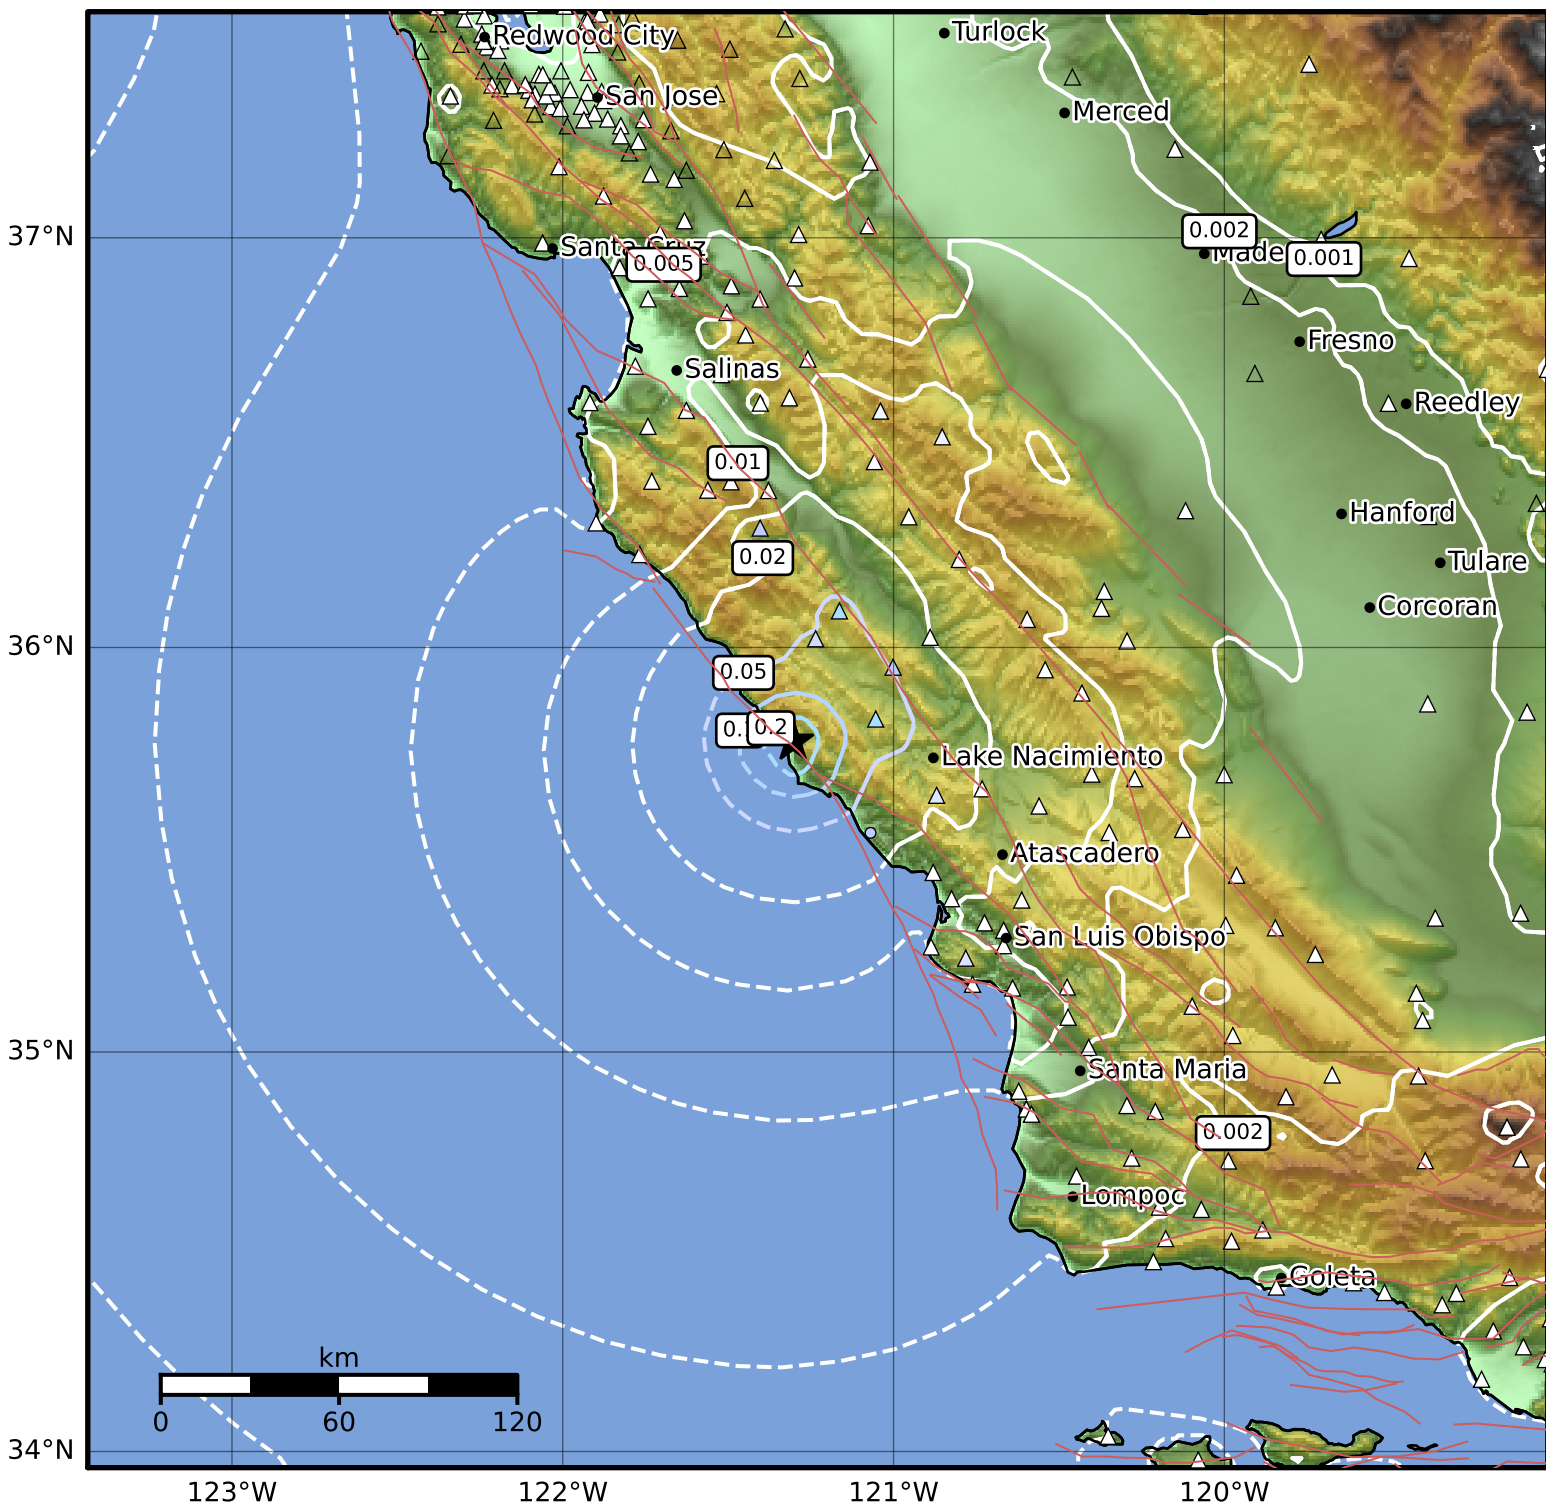 Redwood City
Turlock
San Jose
Merced
37°N
Santa Cruz
0.002
Made
0.001
0.005
Fresno
Salinas
Reedley
0.01
Hanford
0.02
Tulare
Corcoran
36°N
0.05
0.2
Lake Nacimiento
Atascadero
San Luis Obispo
35°N
Santa Maria
0.002
Lompoc
Goleta
km
0 60 120
34°N
123°W 122°W 121°W 120°W